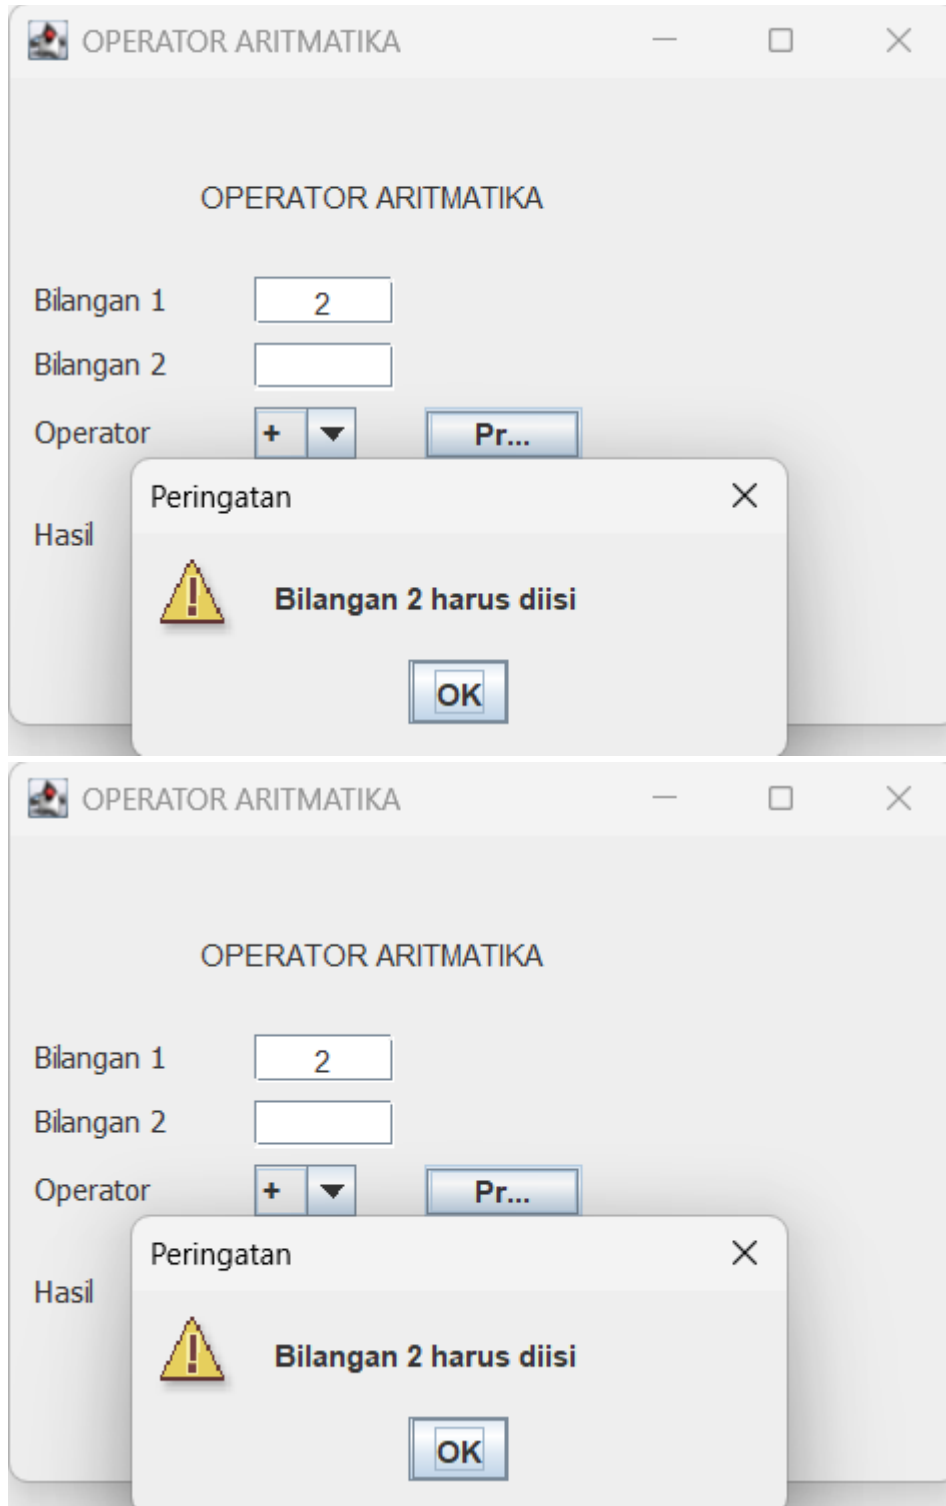 OPERATOR ARITMATIKA
OPERATOR ARITMATIKA
Bilangan 1 2
Bilangan 2
Operator + Pr...
Peringatan
Hasil
Bilangan 2 harus diisi
OK
OPERATOR ARITMATIKA
OPERATOR ARITMATIKA
Bilangan 1 2
Bilangan 2
Operator + Pr...
Peringatan
Hasil
Bilangan 2 harus diisi
OK